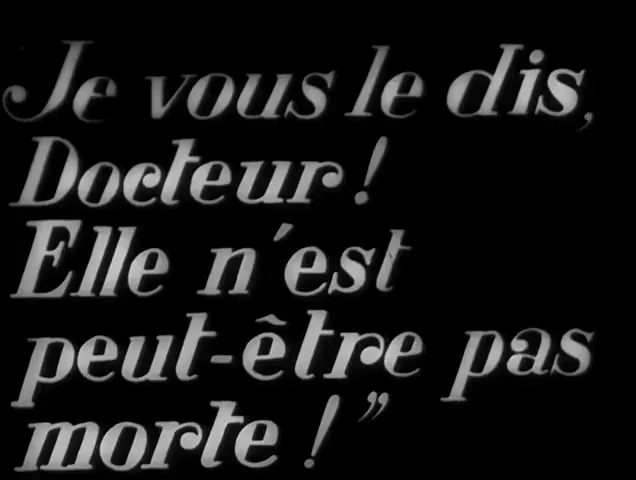 Je vous le dis,
Docteur!
Elle n'est
peut-être pas
morte!”